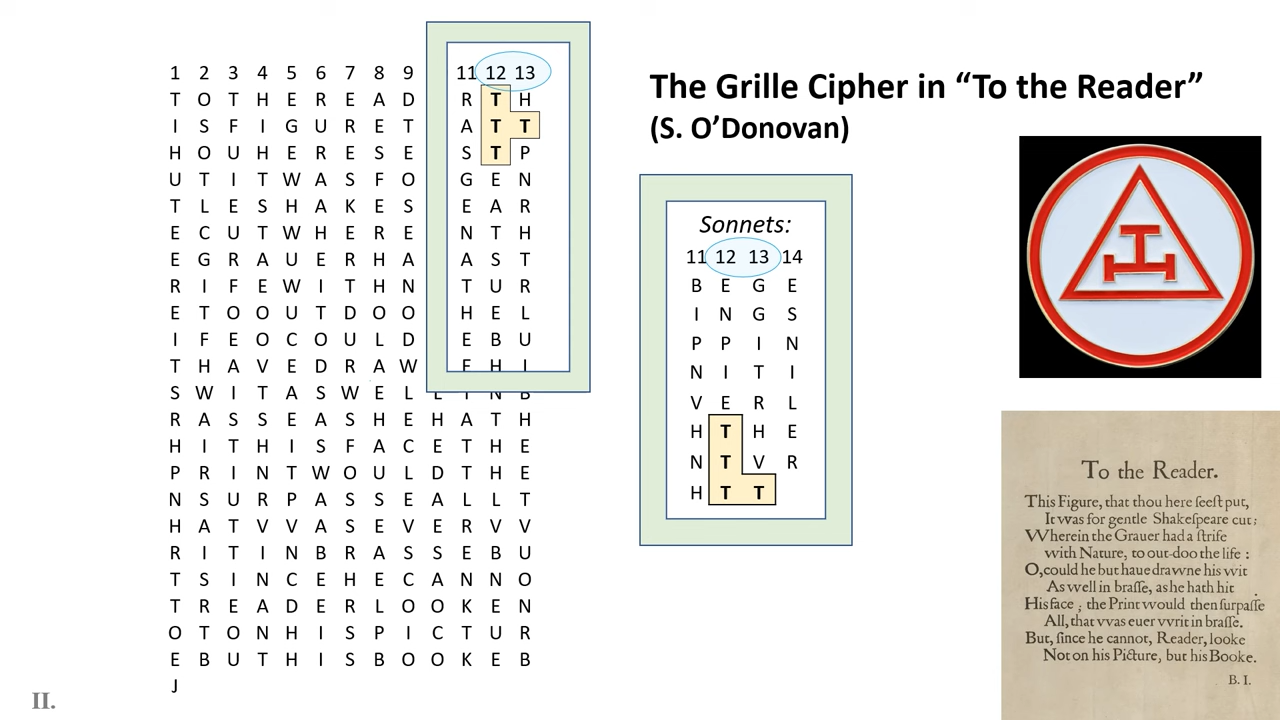 1 2 3 4 5 6 7 8 9 11 12 13
T O T H E R E A D R T H
I S F I G U R E T A T T
H O U H E R E S E S T P
U T I T W A S F O G E N
T L E S H A K E S E A R
E C U T W H E R E N T H
E G R A U E R H A A S T
R I F E W I T H N T U R
E T O O U T D O O H E L
I F E O C O U L D E B U
T H A V E D R A W E H I
S W I T A S W E L L I N B
R A S S E A S H E H A T H
H I T H I S F A C E T H E
P R I N T W O U L D T H E
N S U R P A S S E A L L T
H A T V V A S E V E R V V
R I T I N B R A S S E B U
T S I N C E H E C A N N O
T R E A D E R L O O K E N
O T O N H I S P I C T U R
E B U T H I S B O O K E B
J
The Grille Cipher in “To the Reader”
(S. O’Donovan)
Sonnets:
11 12 13 14
B E G E
I N G S
P P I N
N I T I
V E R L
H T H E
N T V R
H T T
To the Reader.
This Figure, that thou here ſeeſt put,
It was for gentle Shakeſpeare cut;
Wherein the Grauer had a ſtrife
with Nature, to out-doo the life :
O, could he but haue drawne his wit
As well in braſſe, as he hath hit
His face ; the Print would then ſurpaſſe
All, that vvas euer vvrit in braſſe.
But, ſince he cannot, Reader, looke
Not on his Picture, but his Booke.
B. I.
II.